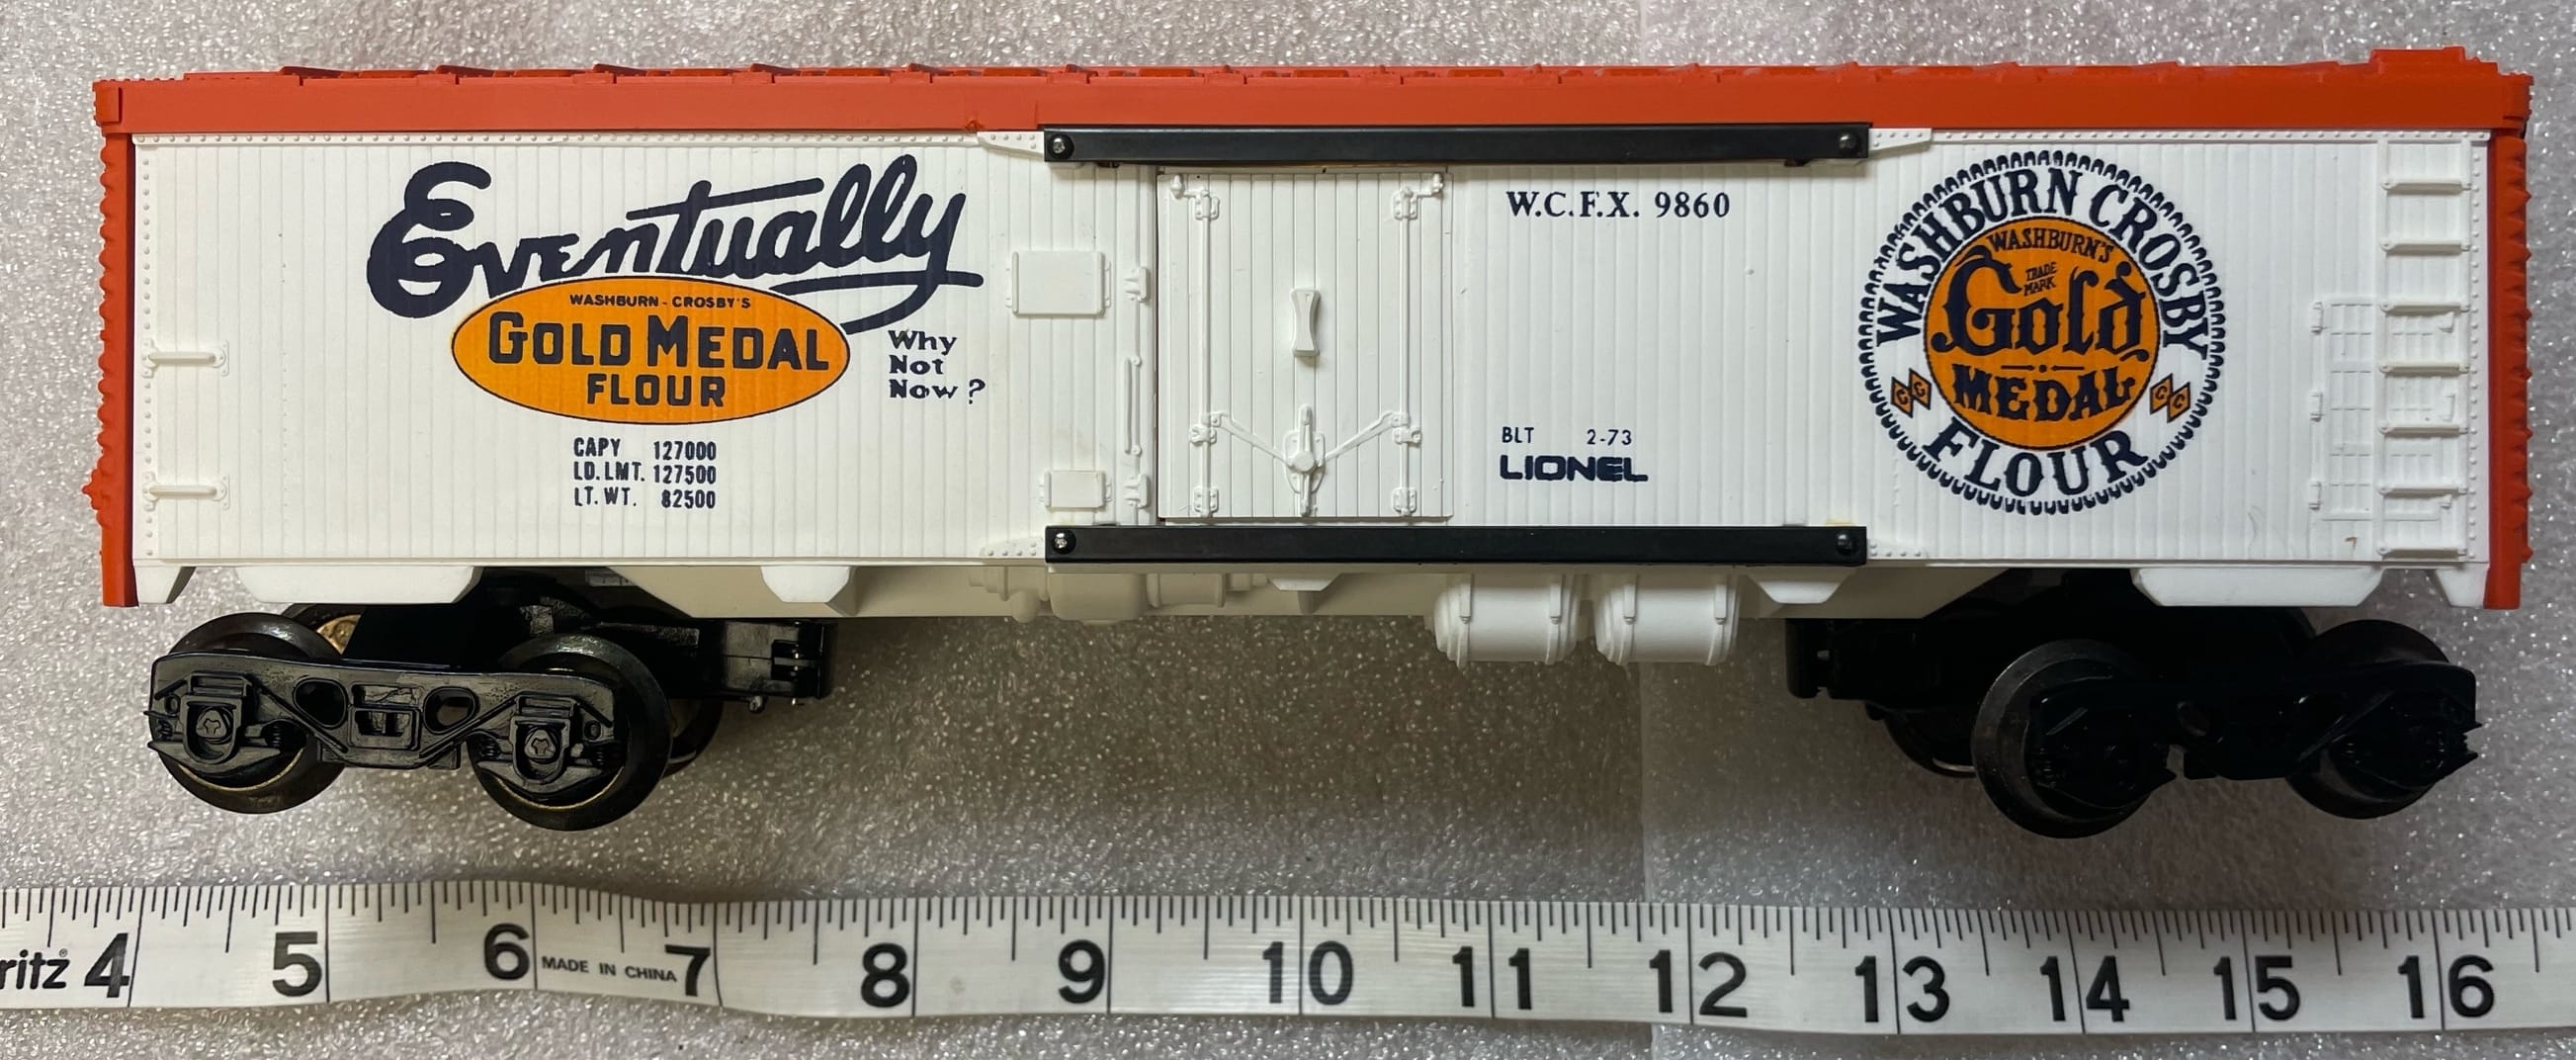 Eventually
WASHBURN - CROSBY'S
GOLD MEDAL
FLOUR
Why
Not
Now?
CAPY 127000
LD. LMT. 127500
LT. WT. 82500
W.C.F.X. 9860
BLT 2-73
LIONEL
WASHBURN CROSBY
WASHBURN'S
TRADE
MARK
Gold
MEDAL
FLOUR
C & C C
ritz® 4 5 6 MADE IN CHINA 7 8 9 10 11 12 13 14 15 16